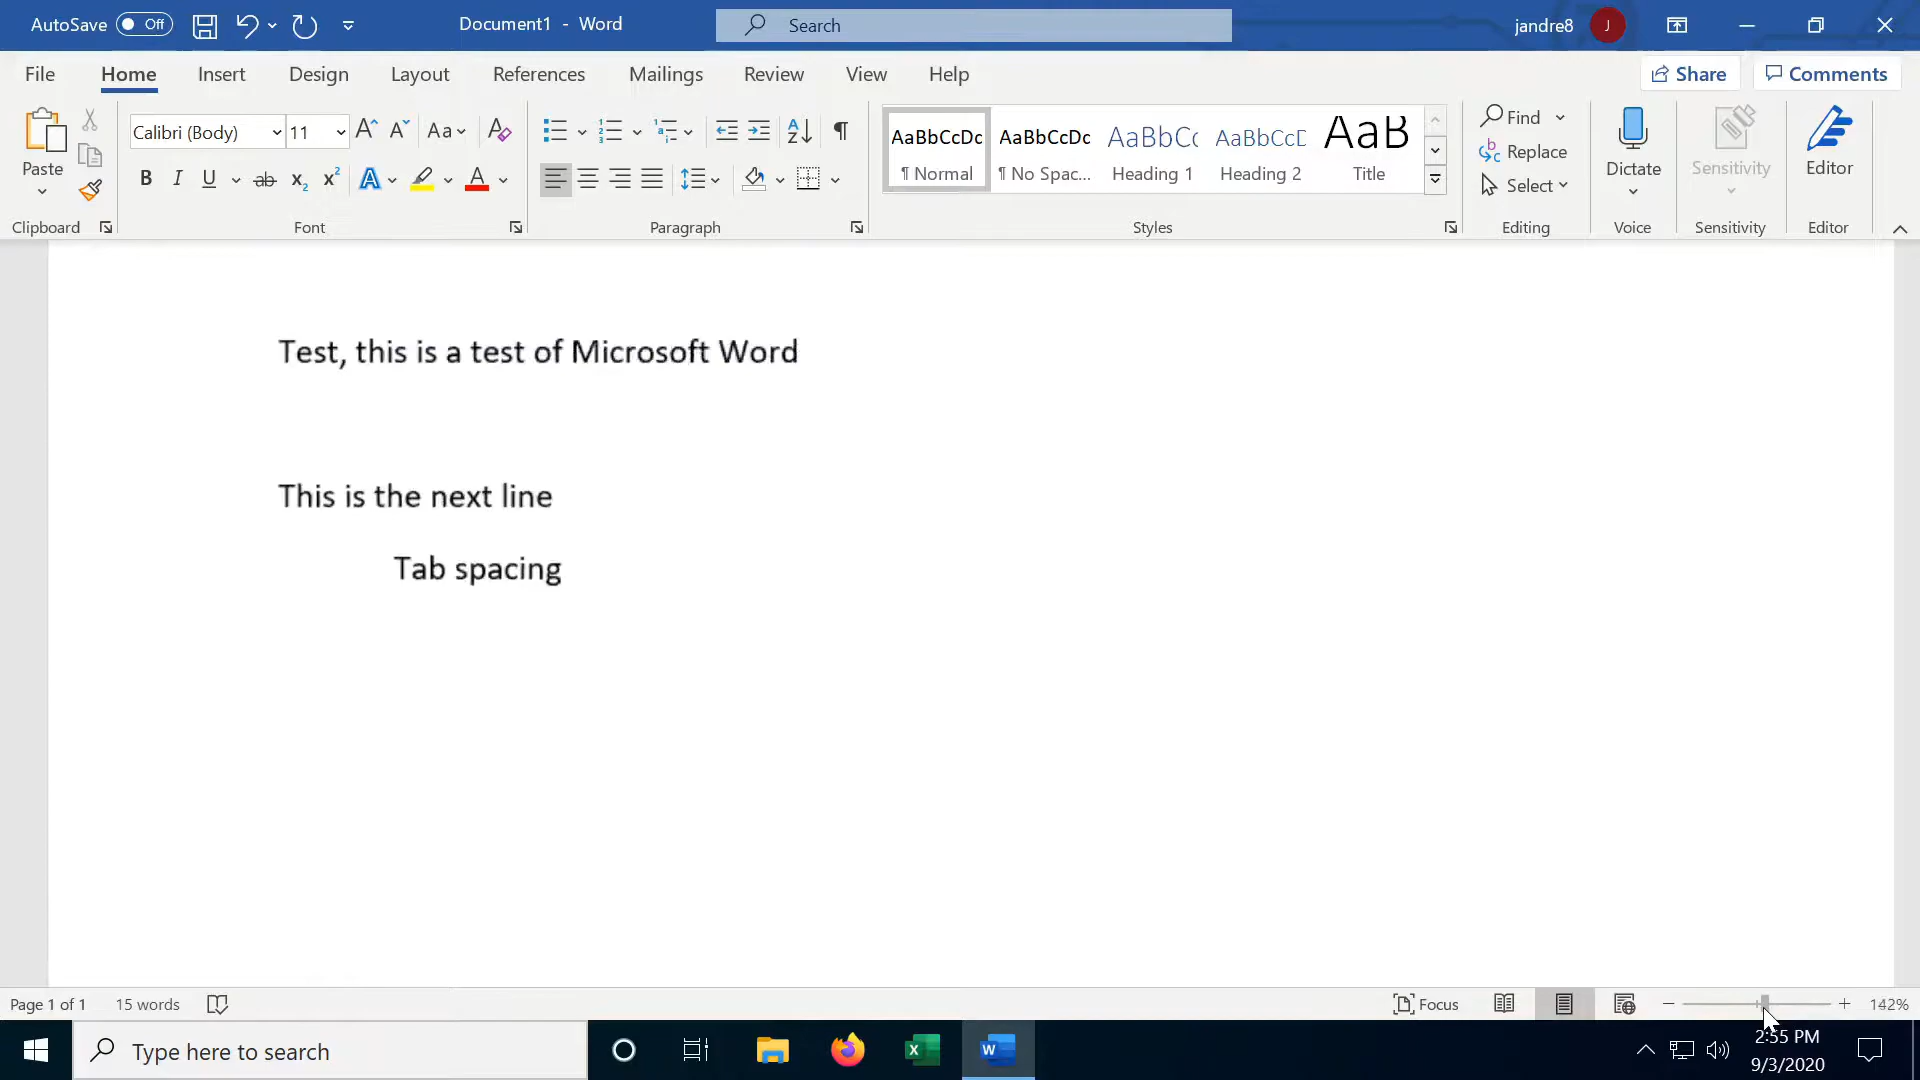 AutoSave Off Document1 - Word Search jandre8 J
File Home Insert Design Layout References Mailings Review View Help Share Comments
Paste Calibri (Body) 11 A A Aa A A Z ¶ AaBbCcDc AaBbCcDc AaBbCc AaBbCcD AaB Find Replace Select Dictate Sensitivity Editor
B I U ab x₂ x² A A ¶ Normal ¶ No Spac... Heading 1 Heading 2 Title
Clipboard Font Paragraph Styles Editing Voice Sensitivity Editor
Test, this is a test of Microsoft Word
This is the next line
Tab spacing
Page 1 of 1 15 words Focus 142%
Type here to search X W 2:55 PM
9/3/2020